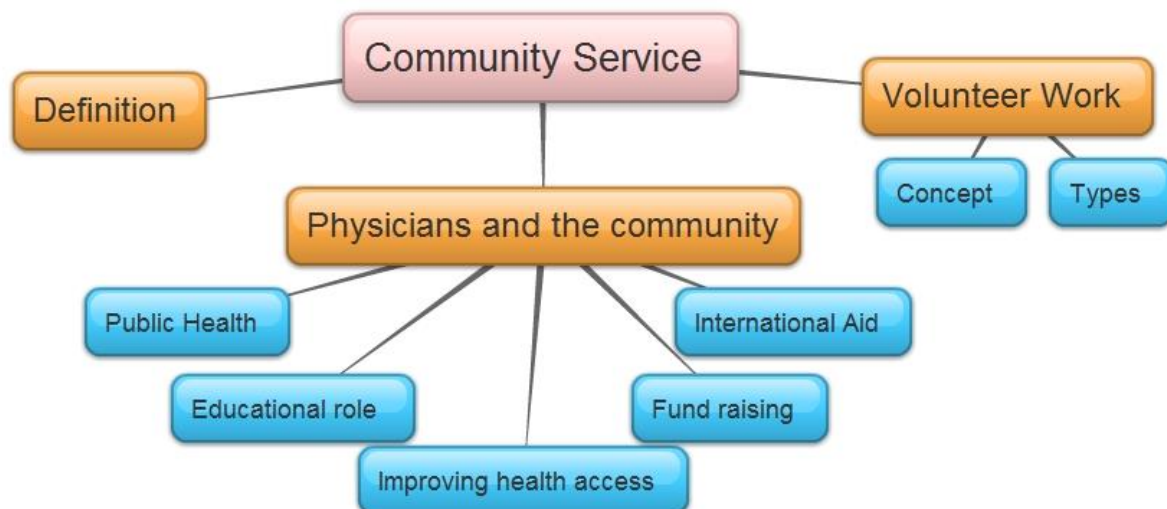 Community Service
Definition
Volunteer Work
Concept
Types
Physicians and the community
Public Health
International Aid
Educational role
Fund raising
Improving health access